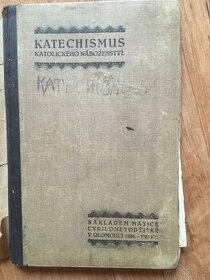 KATECHISMUS
KATOLICKÉHO NÁBOŽENSTVÍ
KATECHISMUS
NÁKLADEM MATICE
CYRILOMETODĚJSKÉ
V OLOMOUCI